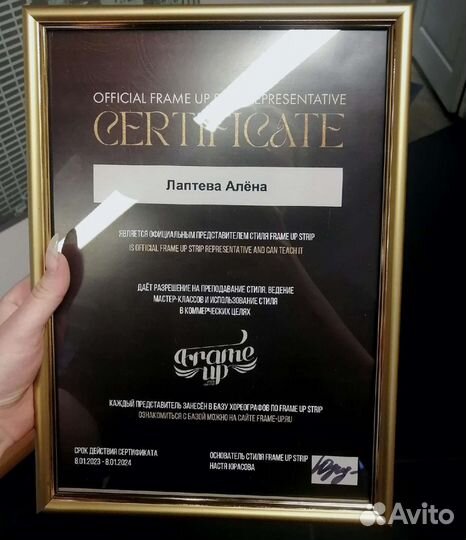 OFFICIAL FRAME UP REPRESENTATIVE
CERTIFICATE
Лаптева Алёна
ЯВЛЯЕТСЯ ОФИЦИАЛЬНЫМ ПРЕДСТАВИТЕЛЕМ СТИЛЯ FRAME UP STRIP
IS OFFICIAL FRAME UP STRIP REPRESENTATIVE AND CAN TEACH IT
ДАЁТ РАЗРЕШЕНИЕ НА ПРЕПОДАВАНИЕ СТИЛЯ, ВЕДЕНИЕ
МАСТЕР-КЛАССОВ И ИСПОЛЬЗОВАНИЕ СТИЛЯ
В КОММЕРЧЕСКИХ ЦЕЛЯХ
Frame
up
КАЖДЫЙ ПРЕДСТАВИТЕЛЬ ЗАНЕСЁН В БАЗУ ХОРЕОГРАФОВ ПО FRAME UP STRIP
ОЗНАКОМИТЬСЯ С БАЗОЙ МОЖНО НА САЙТЕ FRAME-UP.RU
СРОК ДЕЙСТВИЯ СЕРТИФИКАТА
8.01.2023 - 8.01.2024
ОСНОВАТЕЛЬ СТИЛЯ FRAME UP STRIP
НАСТЯ ЮРАСОВА
Avito